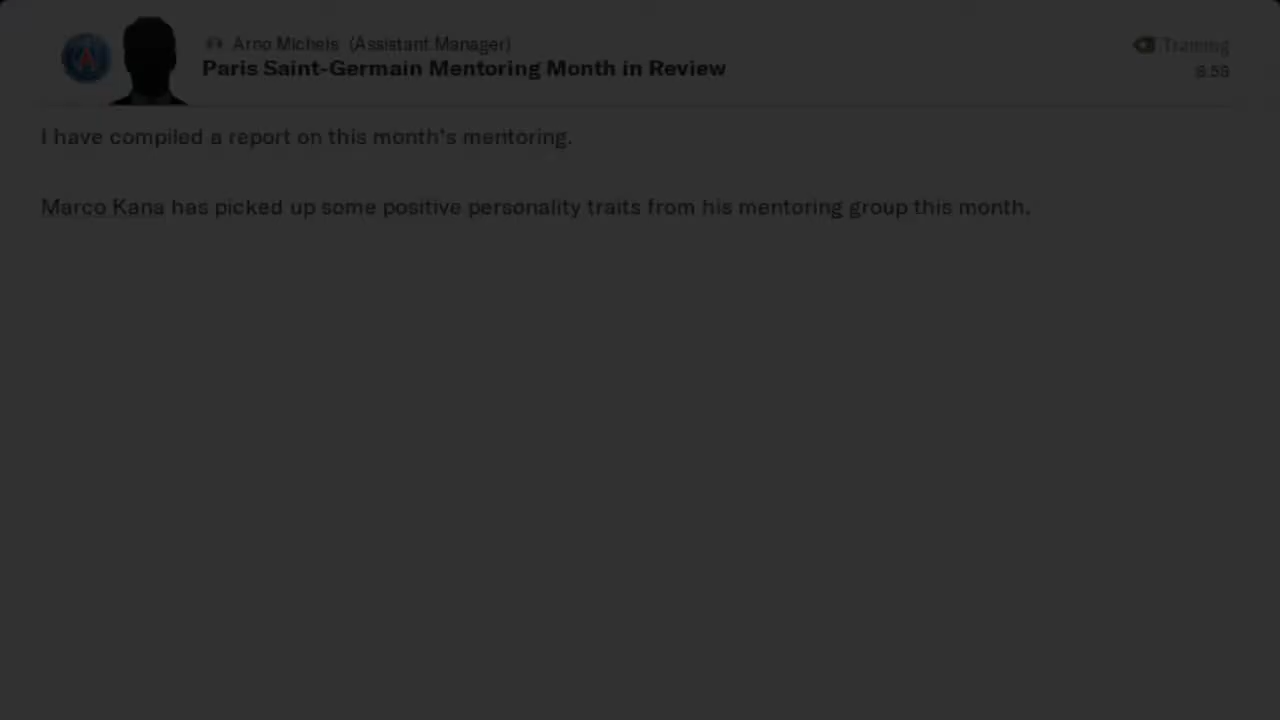 Arno Michels (Assistant Manager)
Training
Paris Saint-Germain Mentoring Month in Review
I have compiled a report on this month's mentoring.
Marco Kana has picked up some positive personality traits from his mentoring group this month.